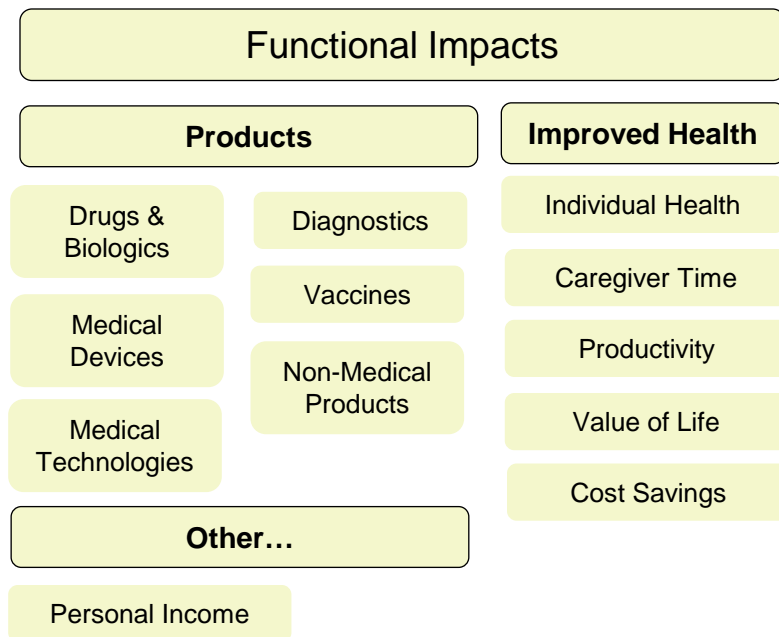 Functional Impacts
Products
Drugs &
Biologics
Medical
Devices
Medical
Technologies
Diagnostics
Vaccines
Non-Medical
Products
Other…
Personal Income
Improved Health
Individual Health
Caregiver Time
Productivity
Value of Life
Cost Savings